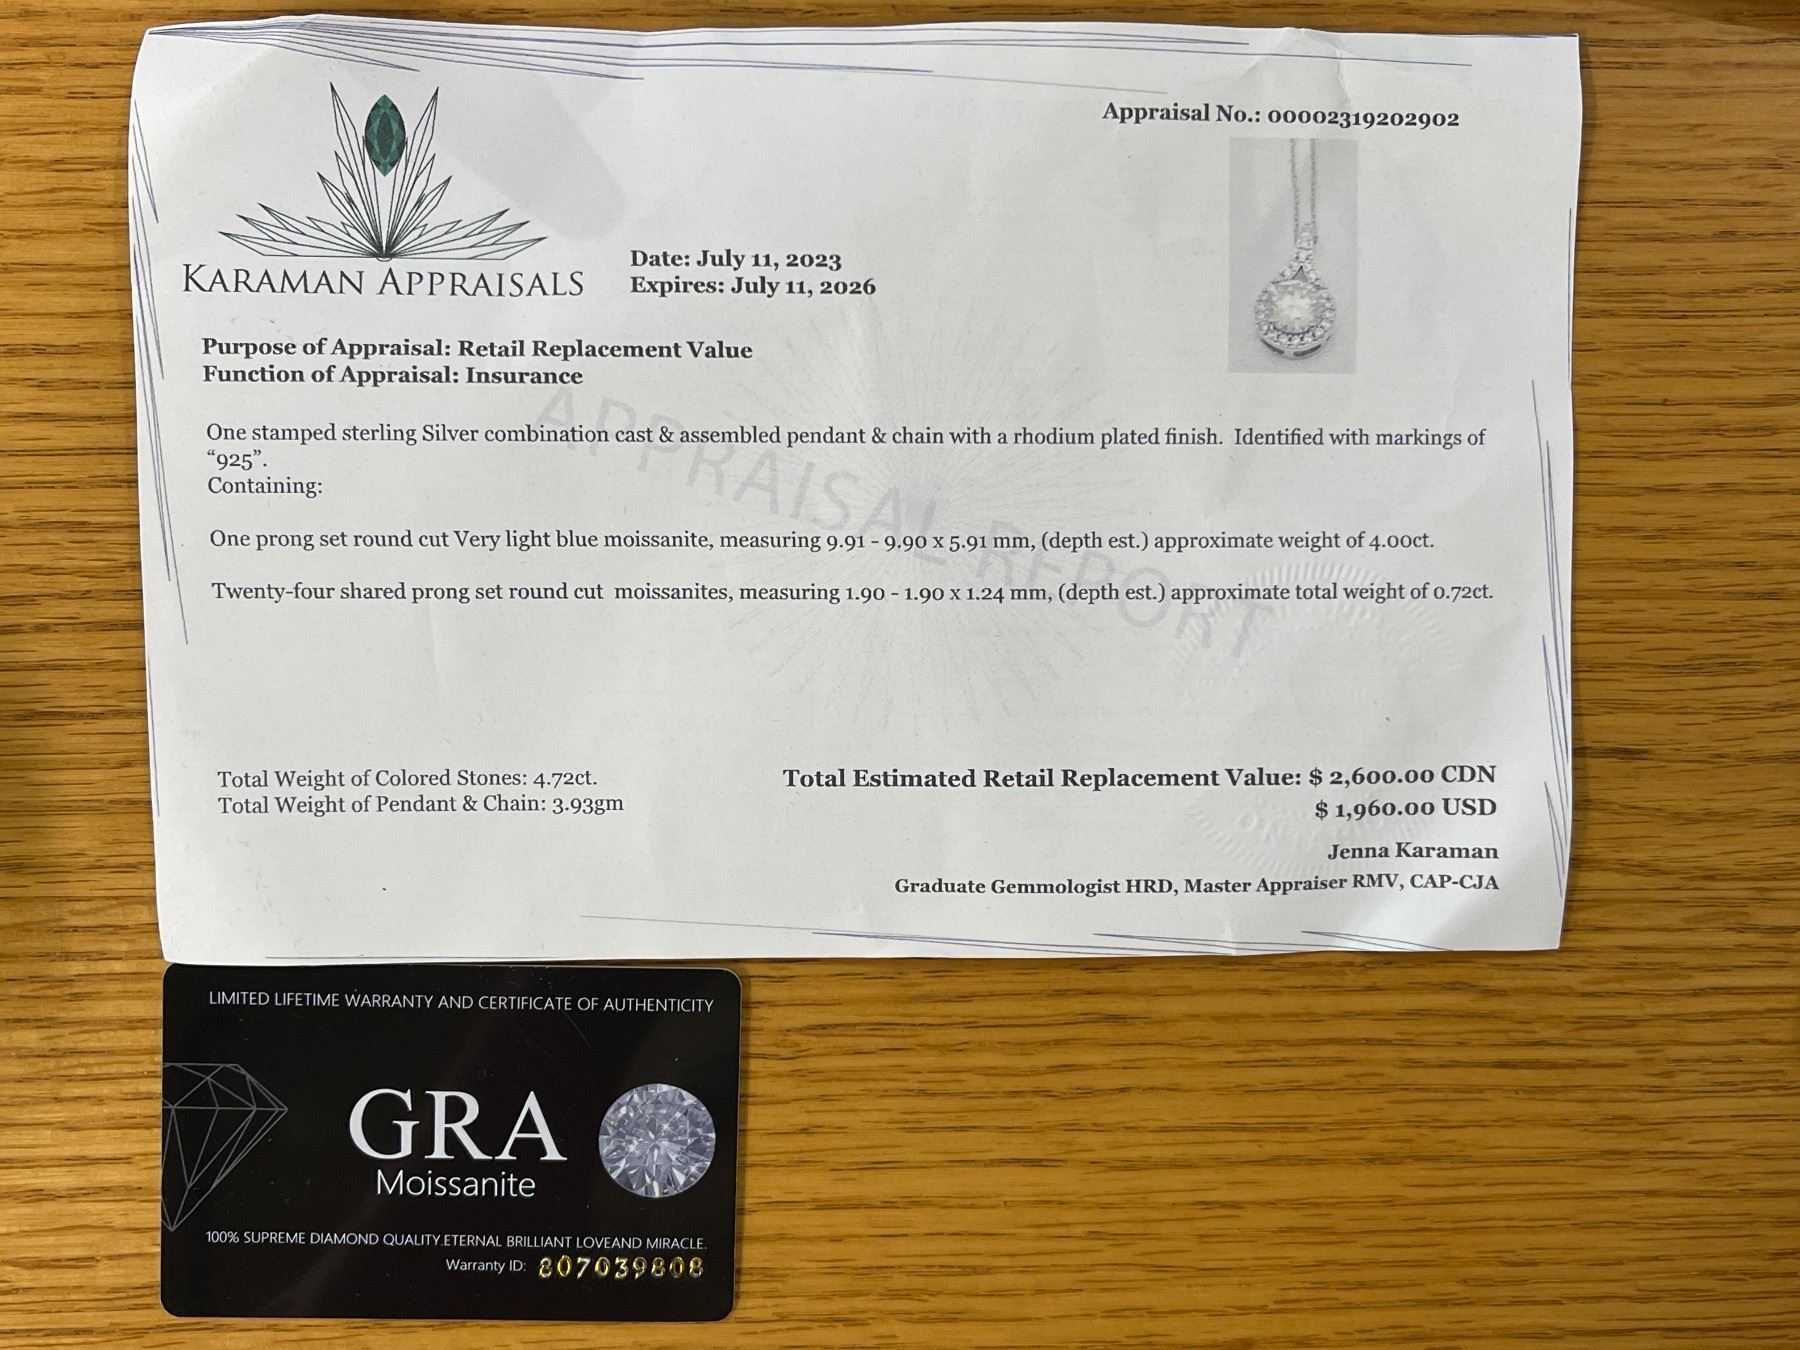 Appraisal No.: 00002319202902
KARAMAN APPRAISALS
Date: July 11, 2023
Expires: July 11, 2026
Purpose of Appraisal: Retail Replacement Value
Function of Appraisal: Insurance
APPRAISAL REPORT
One stamped sterling Silver combination cast & assembled pendant & chain with a rhodium plated finish. Identified with markings of
“925”.
Containing:
One prong set round cut Very light blue moissanite, measuring 9.91 - 9.90 x 5.91 mm, (depth est.) approximate weight of 4.00ct.
Twenty-four shared prong set round cut moissanites, measuring 1.90 - 1.90 x 1.24 mm, (depth est.) approximate total weight of 0.72ct.
Total Weight of Colored Stones: 4.72ct.
Total Weight of Pendant & Chain: 3.93gm
Total Estimated Retail Replacement Value: $ 2,600.00 CDN
$ 1,960.00 USD
Jenna Karaman
Graduate Gemmologist HRD, Master Appraiser RMV, CAP-CJA
LIMITED LIFETIME WARRANTY AND CERTIFICATE OF AUTHENTICITY
GRA
Moissanite
100% SUPREME DIAMOND QUALITY.ETERNAL BRILLIANT LOVEAND MIRACLE.
Warranty ID: 807039808